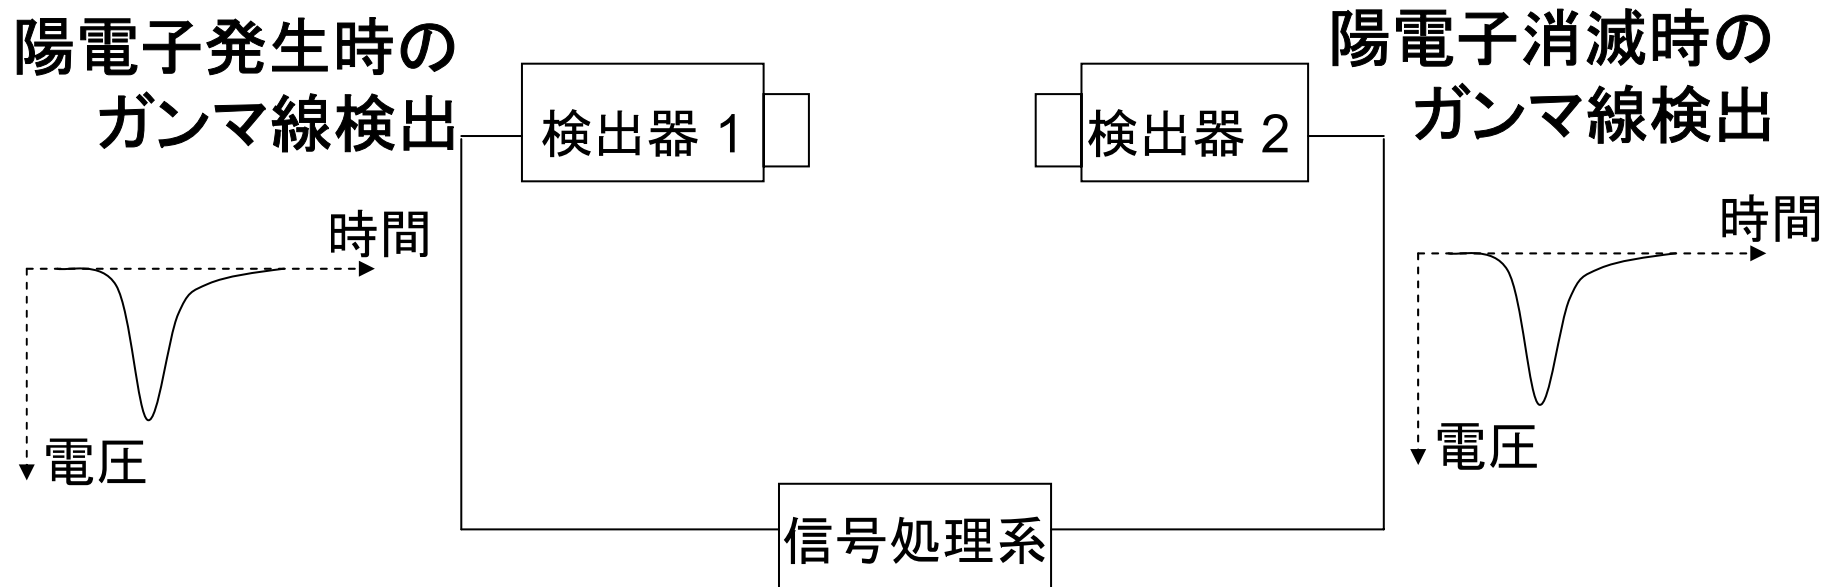 陽電子発生時の
ガンマ線検出
検出器 1
検出器 2
陽電子消滅時の
ガンマ線検出
時間
電圧
時間
電圧
信号処理系